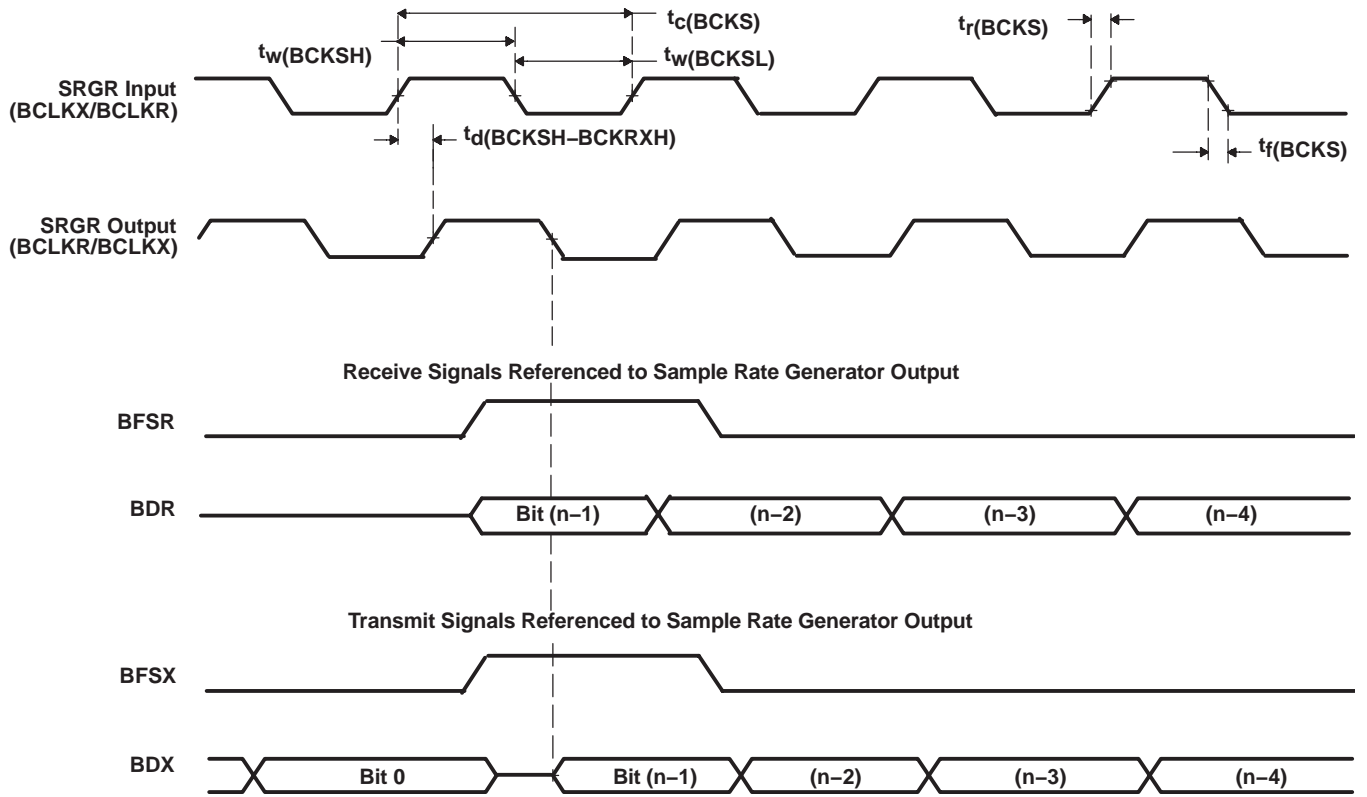 tc(BCKS)
tr(BCKS)
tw(BCKSH)
tw(BCKSL)
SRGR Input
(BCLKX/BCLKR)
td(BCKSH–BCKRXH)
tf(BCKS)
SRGR Output
(BCLKR/BCLKX)
Receive Signals Referenced to Sample Rate Generator Output
BFSR
BDR
Bit (n–1)
(n–2)
(n–3)
(n–4)
Transmit Signals Referenced to Sample Rate Generator Output
BFSX
BDX
Bit 0
Bit (n–1)
(n–2)
(n–3)
(n–4)